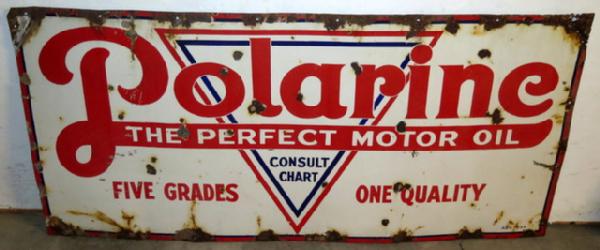 Polarine
THE PERFECT MOTOR OIL
CONSULT
CHART
FIVE GRADES ONE QUALITY